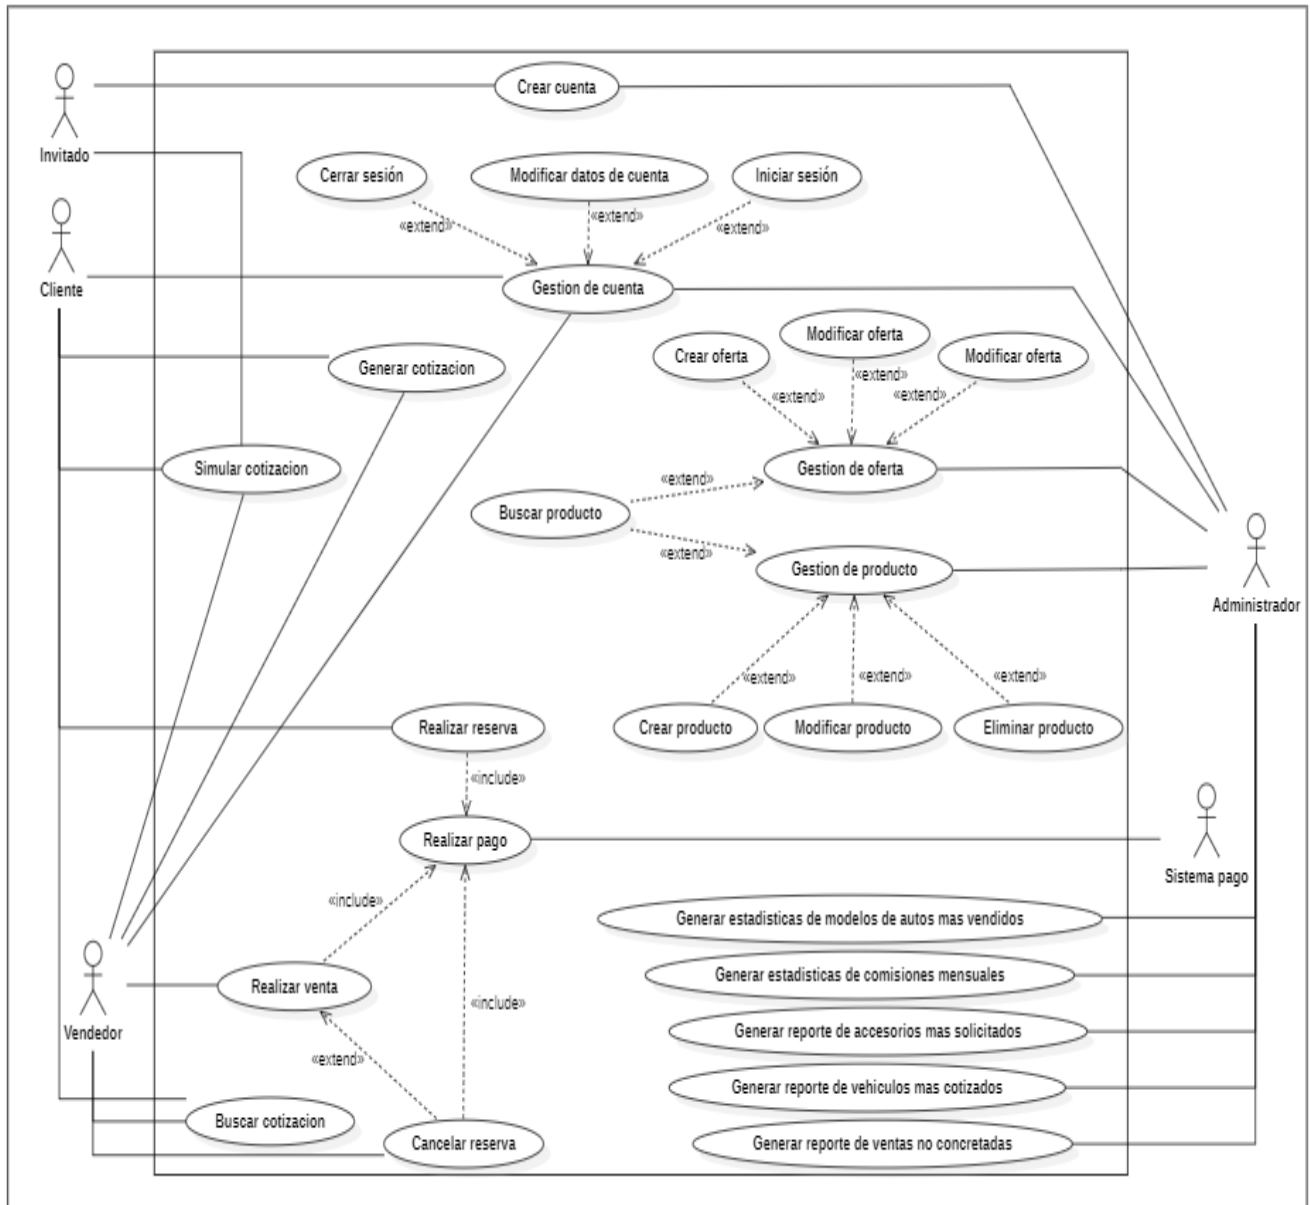 Crear cuenta
Invitado
Cerrar sesión
Modificar datos de cuenta
Iniciar sesión
«extend»
«extend»
«extend»
Cliente
Gestion de cuenta
Modificar oferta
Crear oferta
Modificar oferta
Generar cotizacion
«extend»
«extend»
«extend»
Simular cotizacion
Gestion de oferta
«extend»
Buscar producto
«extend»
Gestion de producto
Administrador
«extend»
«extend»
«extend»
Realizar reserva
Crear producto
Modificar producto
Eliminar producto
«include»
Realizar pago
Sistema pago
«include»
Generar estadisticas de modelos de autos mas vendidos
Generar estadisticas de comisiones mensuales
Realizar venta
«include»
Vendedor
Generar reporte de accesorios mas solicitados
«extend»
Generar reporte de vehiculos mas cotizados
Buscar cotizacion
Cancelar reserva
Generar reporte de ventas no concretadas